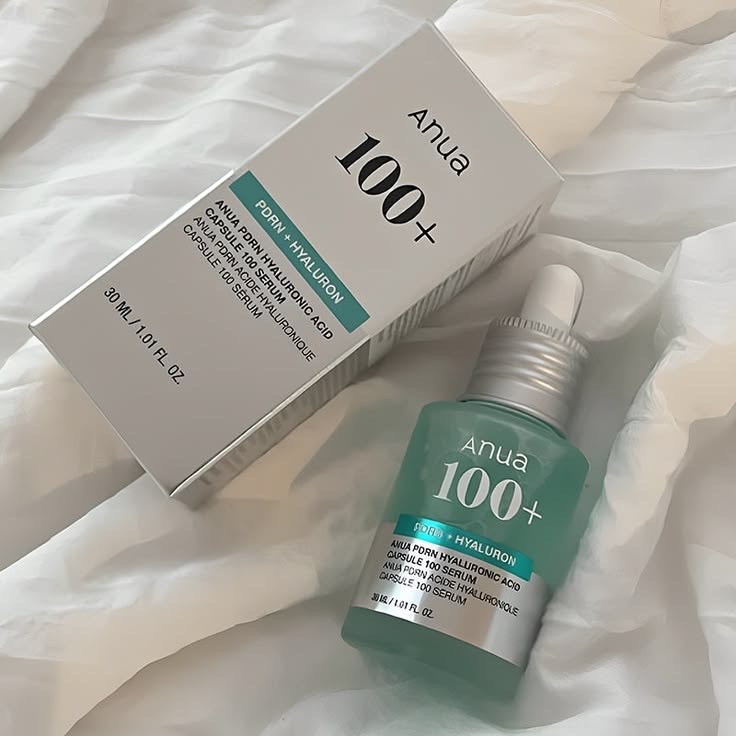 Anua
100+
PDRN + HYALURON
ANUA PDRN HYALURONIC ACID
CAPSULE 100 SERUM
ANUA PDRN ACIDE HYALURONIQUE
CAPSULE 100 SÉRUM
30 ML / 1.01 FL. OZ.
Anua
100+
PDRN + HYALURON
ANUA PDRN HYALURONIC ACID
CAPSULE 100 SERUM
ANUA PDRN ACIDE HYALURONIQUE
CAPSULE 100 SERUM
30 ML / 1.01 FL. OZ.